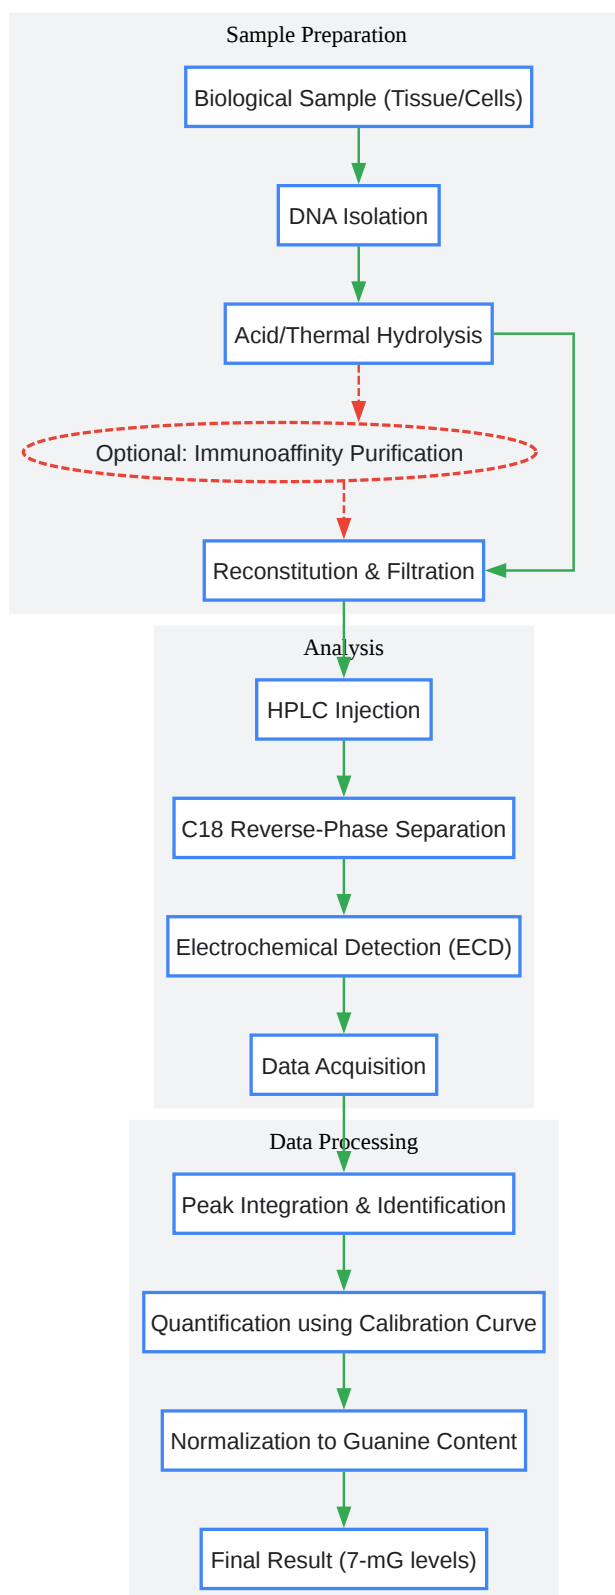 Sample Preparation
Biological Sample (Tissue/Cells)
DNA Isolation
Acid/Thermal Hydrolysis
Optional: Immunoaffinity Purification
Reconstitution & Filtration
Analysis
HPLC Injection
C18 Reverse-Phase Separation
Electrochemical Detection (ECD)
Data Acquisition
Data Processing
Peak Integration & Identification
Quantification using Calibration Curve
Normalization to Guanine Content
Final Result (7-mG levels)